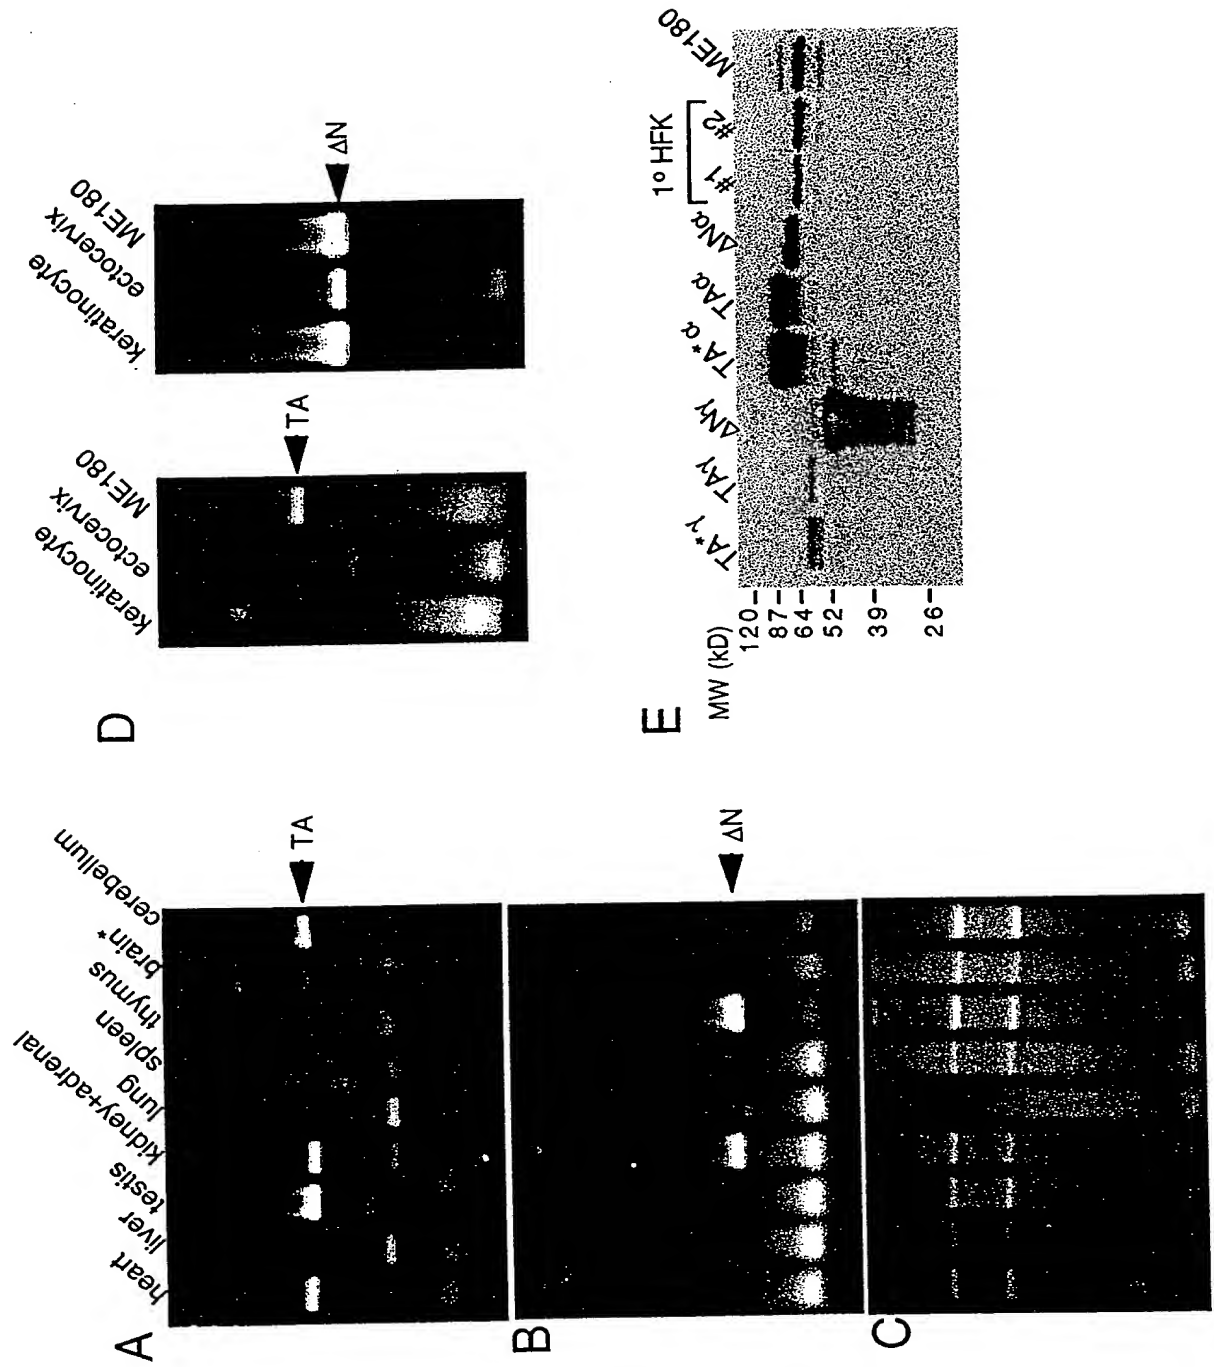 A
heart
liver
testis
kidney+adrenal
lung
spleen
thymus
brain*
cerebellum
TA
B
ΔN
C
D
keratinocyte
ectocervix
ME180
TA
keratinocyte
ectocervix
ME180
ΔN
E
MW (kD)
120-
87-
64-
52-
39-
26-
TA*γ
TAγ
ΔNγ
TA*α
TAα
ΔNα
1º HFK
#1
#2
ME180